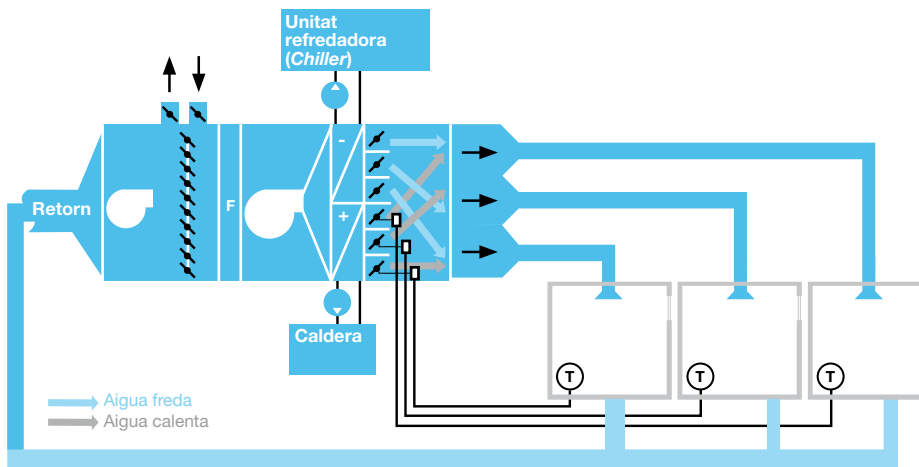 Unitat
refredadora
(Chiller)
Retorn
F
-
+
Caldera
T
T
T
Aigua freda
Aigua calenta